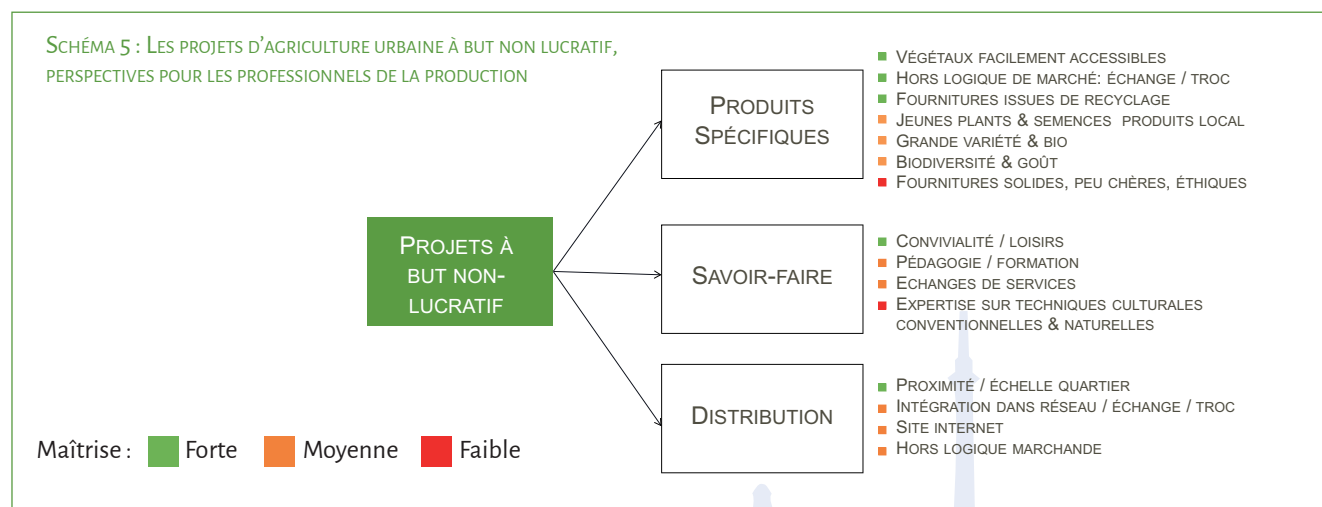 Schéma 5 : Les projets d'agriculture urbaine à but non lucratif,
perspectives pour les professionnels de la production
Produits
Spécifiques
Végétaux facilement accessibles
Hors logique de marché: échange / troc
Fournitures issues de recyclage
Jeunes plants & semences produits local
Grande variété & bio
Biodiversité & goût
Fournitures solides, peu chères, éthiques
Projets à
but non-
lucratif
Savoir-faire
Convivialité / loisirs
Pédagogie / formation
Echanges de services
Expertise sur techniques culturales
conventionnelles & naturelles
Distribution
Proximité / échelle quartier
Intégration dans réseau / échange / troc
Site internet
Hors logique marchande
Maîtrise : Forte Moyenne Faible